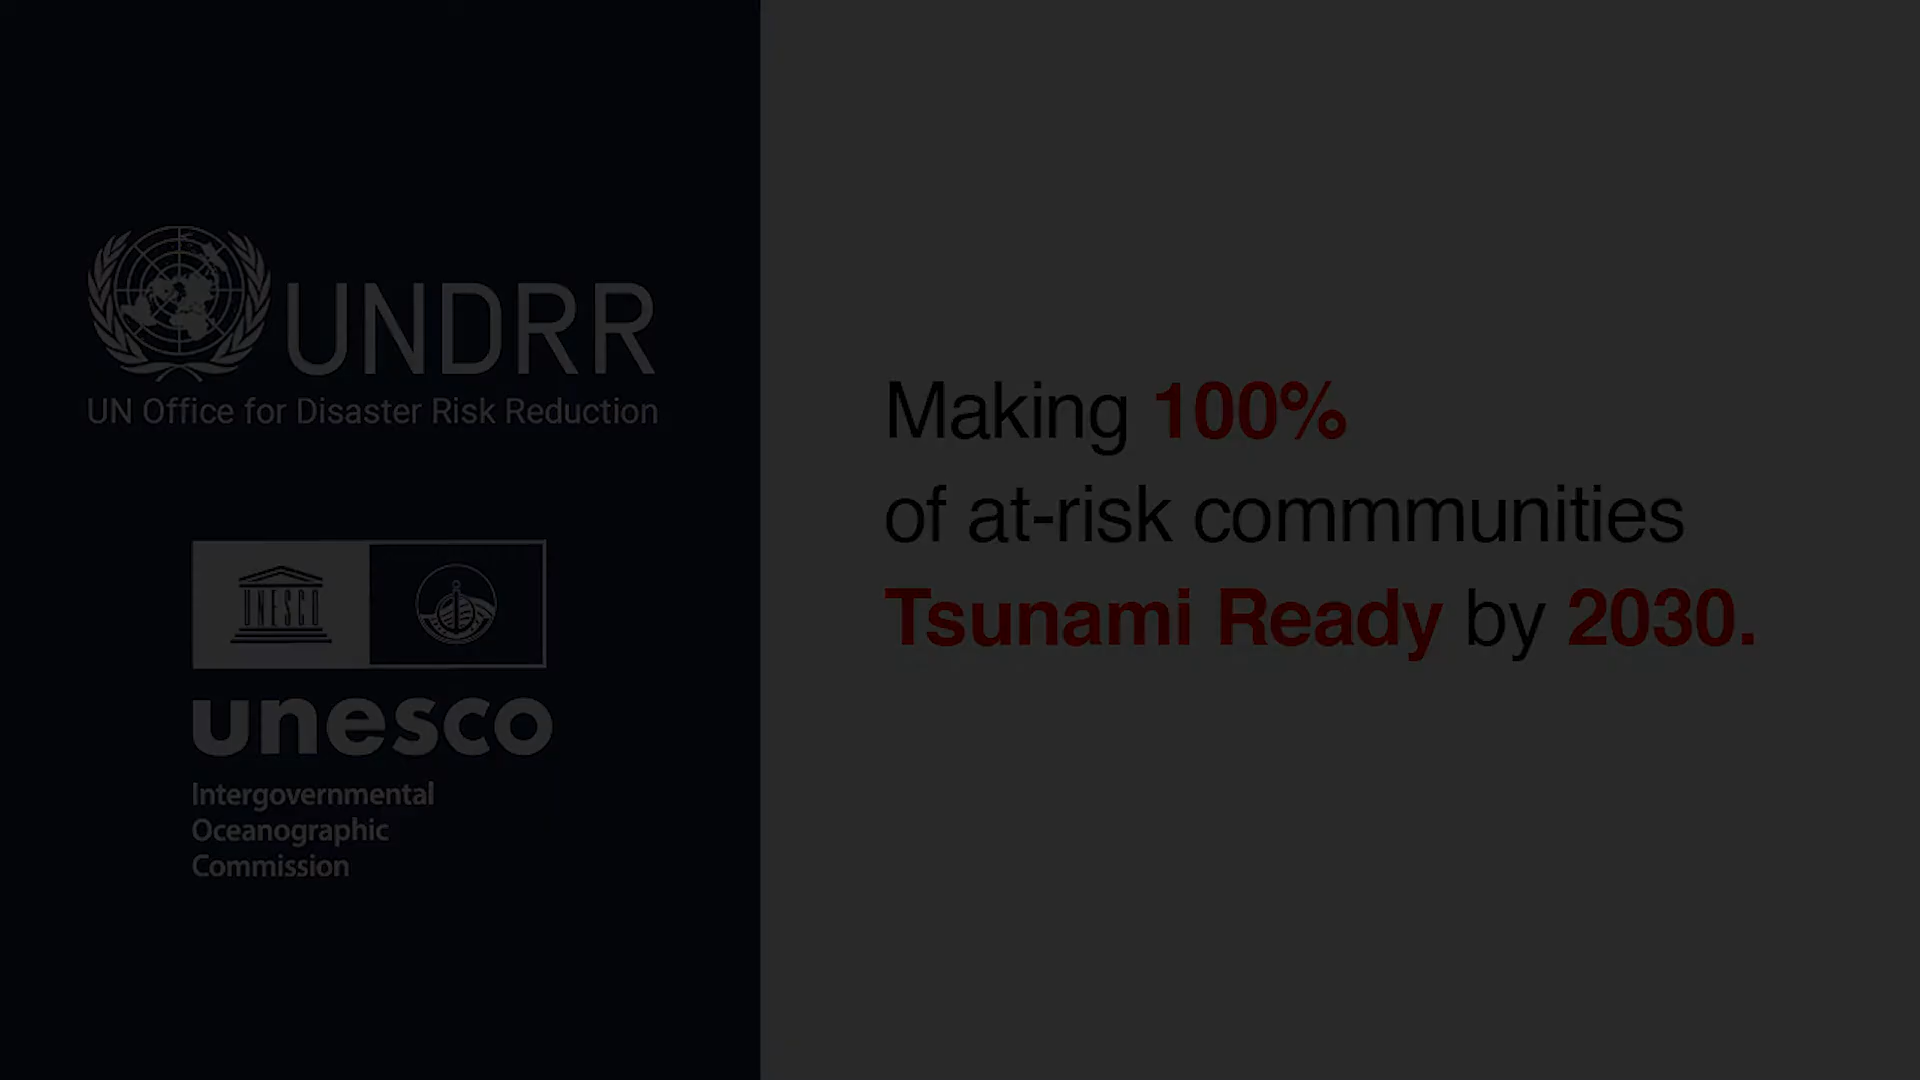 UNDRR
UN Office for Disaster Risk Reduction
UNESCO
unesco
Intergovernmental
Oceanographic
Commission
Making 100%
of at-risk commmunities
Tsunami Ready by 2030.